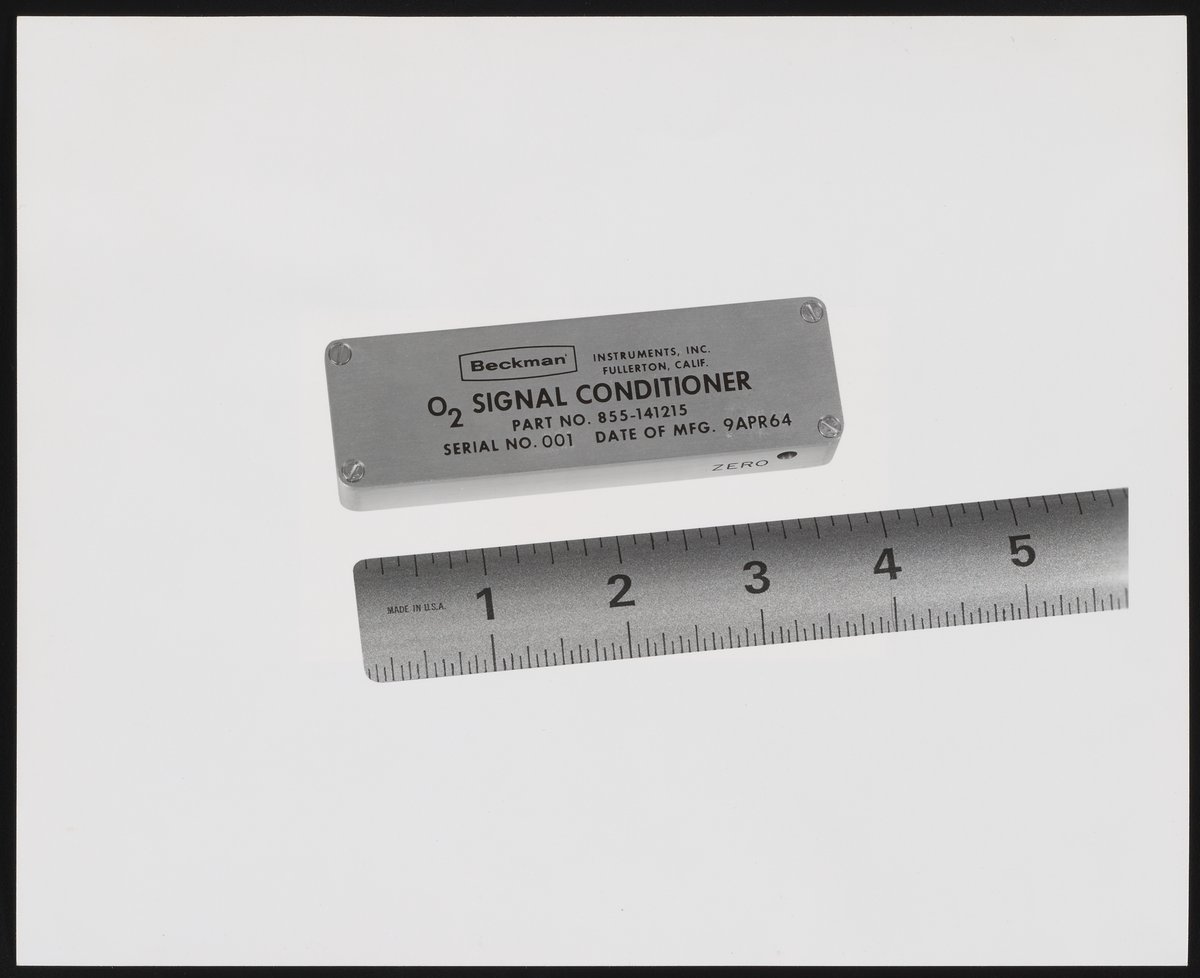 Beckman INSTRUMENTS, INC.
FULLERTON, CALIF.
O2 SIGNAL CONDITIONER
PART NO. 855-141215
SERIAL NO. 001 DATE OF MFG. 9APR64
ZERO
MADE IN U.S.A.
1 2 3 4 5